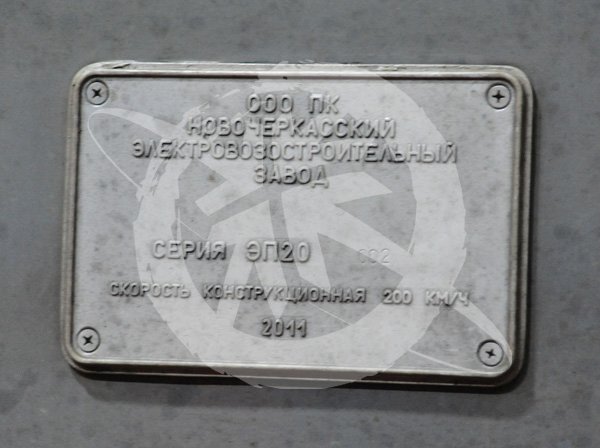 ООО ПК
НОВОЧЕРКАССКИЙ
ЭЛЕКТРОВОЗОСТРОИТЕЛЬНЫЙ
ЗАВОД
СЕРИЯ ЭП20 002
СКОРОСТЬ КОНСТРУКЦИОННАЯ 200 КМ/Ч
2011